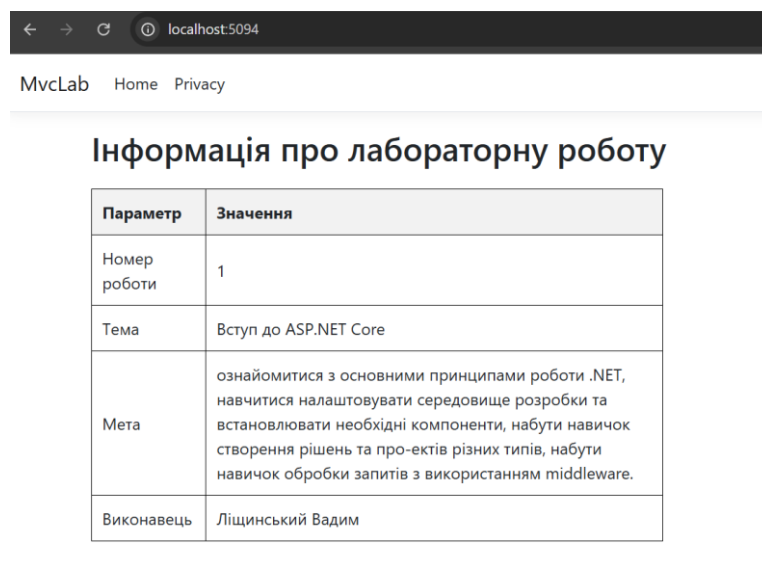 localhost:5094
MvcLab Home Privacy
Інформація про лабораторну роботу
Параметр Значення
Номер
роботи
1
Тема Вступ до ASP.NET Core
Мета
ознайомитися з основними принципами роботи .NET,
навчитися налаштовувати середовище розробки та
встановлювати необхідні компоненти, набути навичок
створення рішень та про-ектів різних типів, набути
навичок обробки запитів з використанням middleware.
Виконавець Ліщинський Вадим